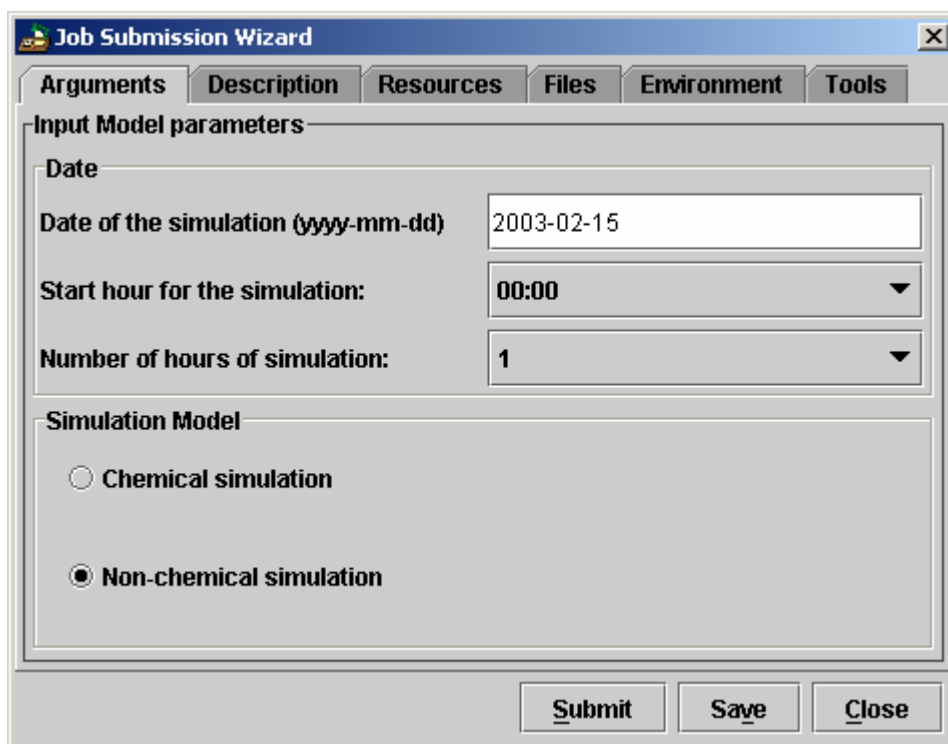 Job Submission Wizard
Arguments Description Resources Files Environment Tools
Input Model parameters
Date
Date of the simulation (yyyy-mm-dd) 2003-02-15
Start hour for the simulation: 00:00
Number of hours of simulation: 1
Simulation Model
Chemical simulation
Non-chemical simulation
Submit Save Close